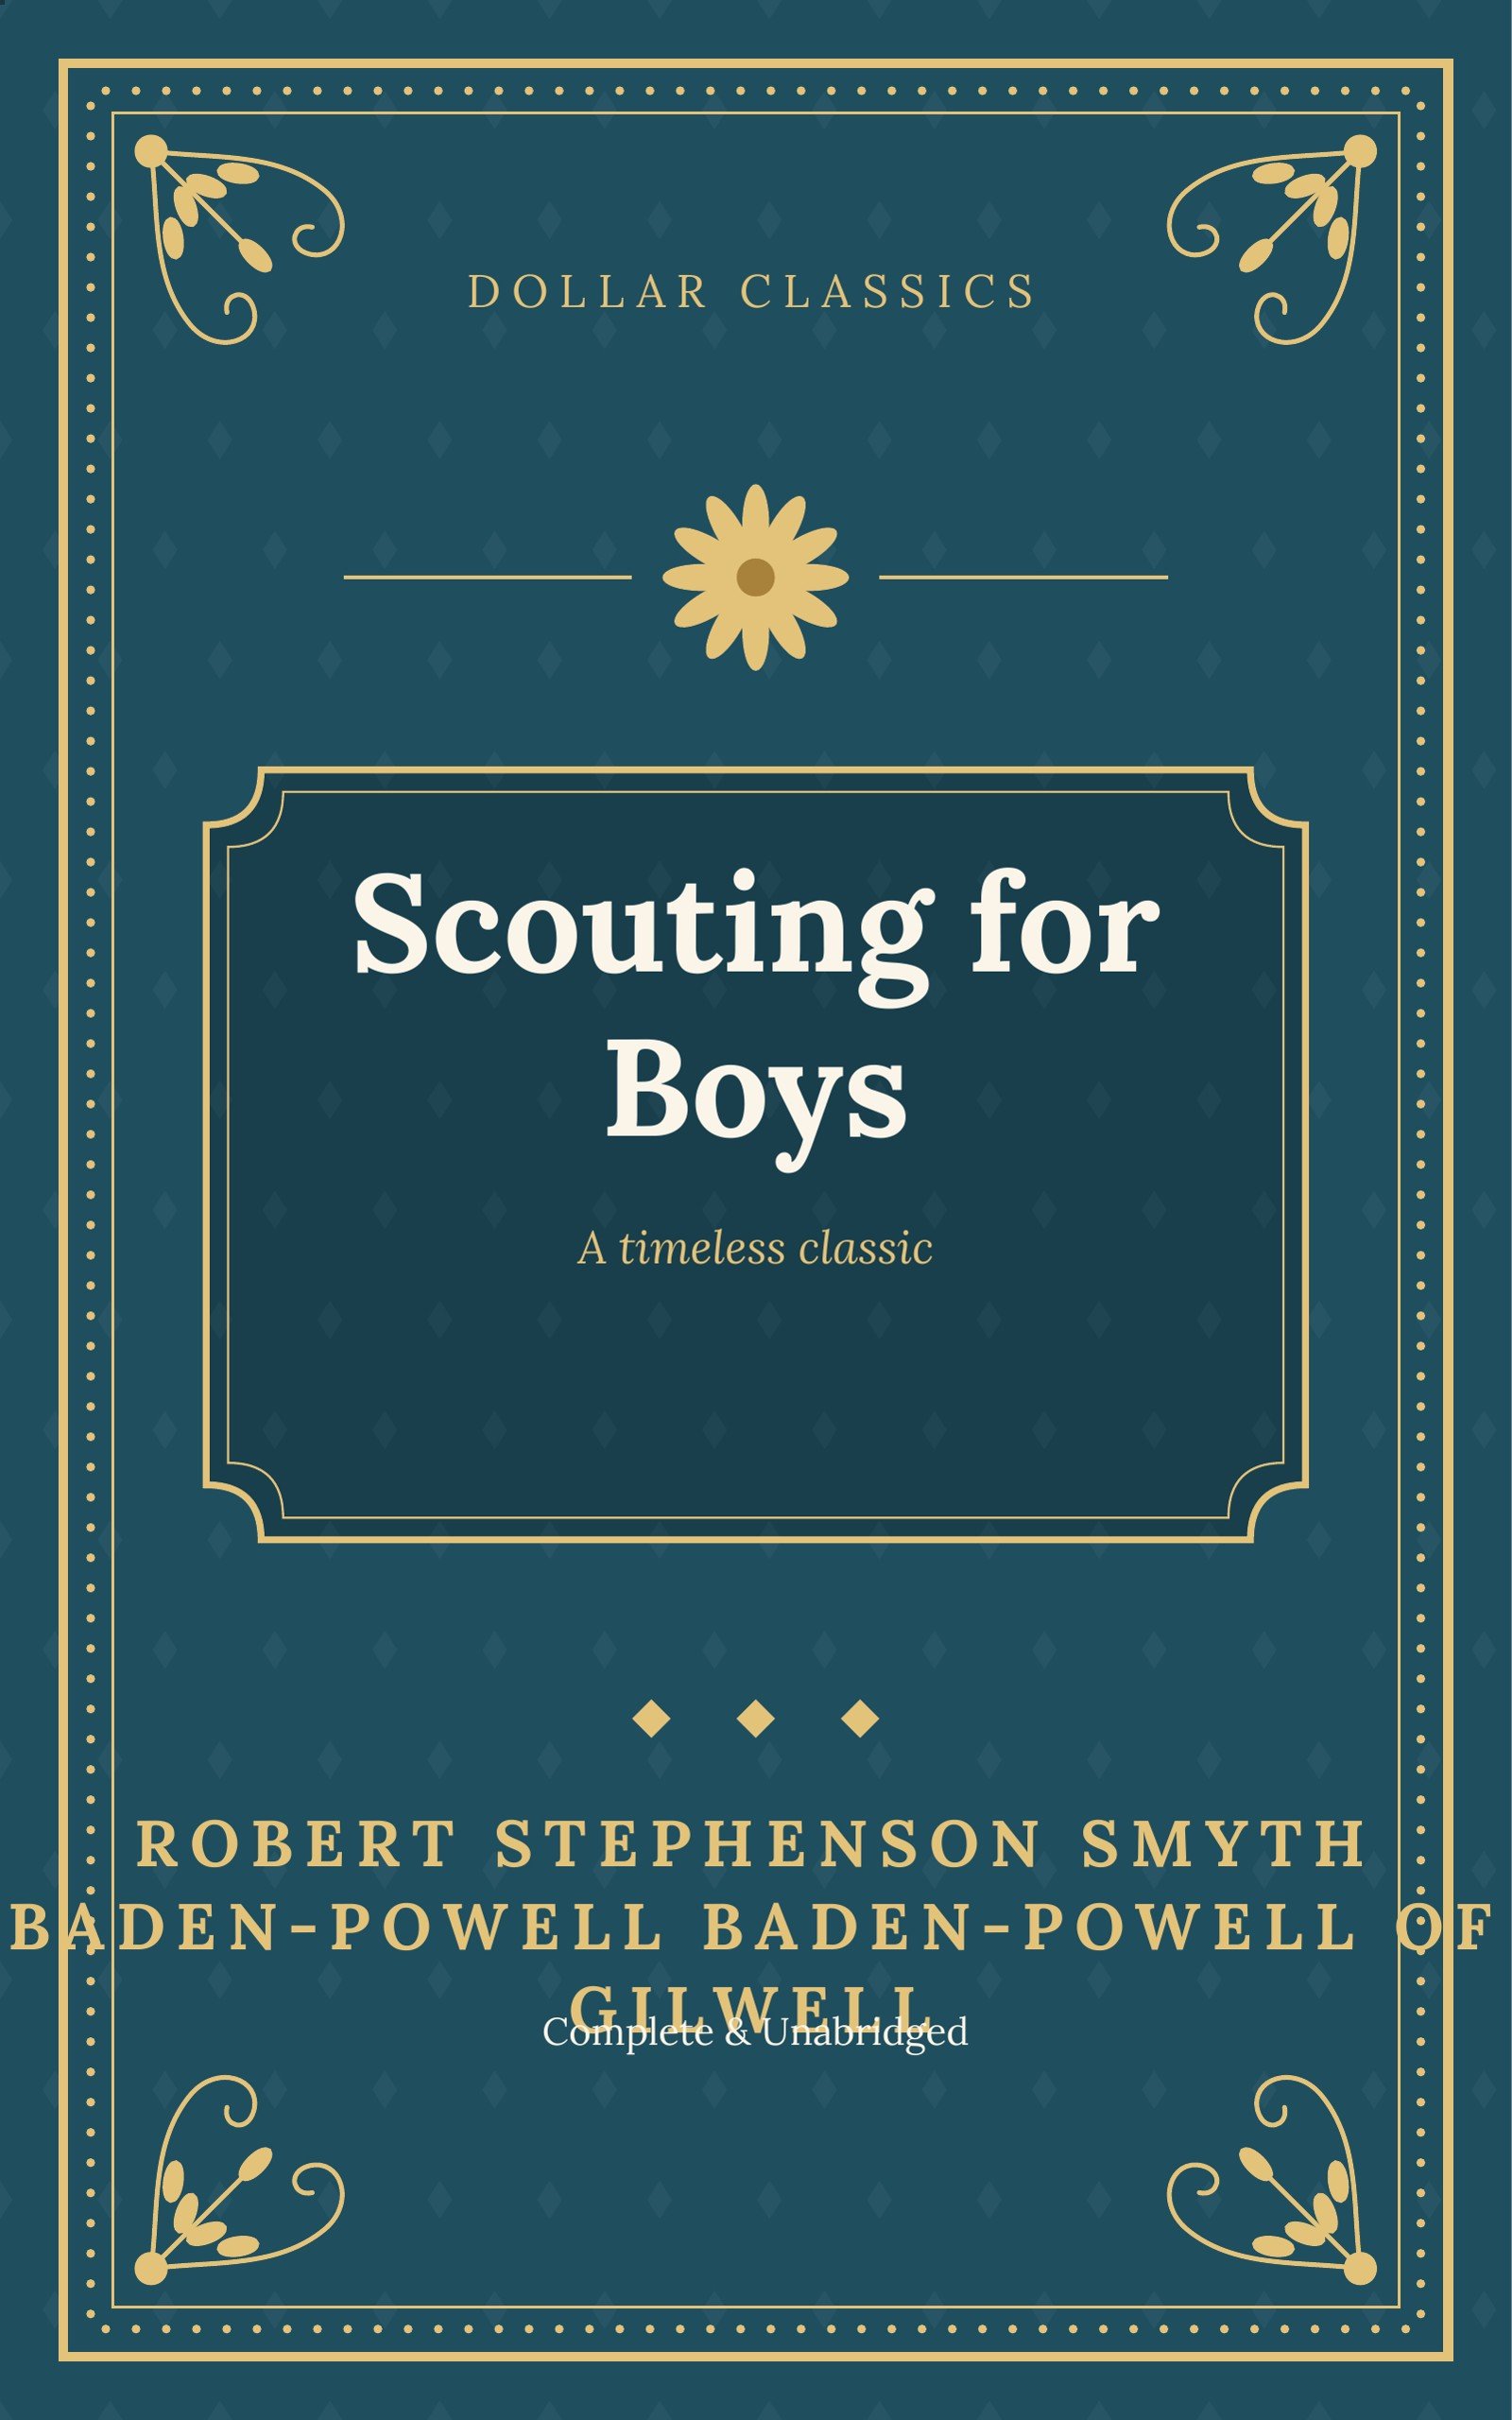 DOLLAR CLASSICS
Scouting for
Boys
A timeless classic
ROBERT STEPHENSON SMYTH
BADEN-POWELL BADEN-POWELL OF
GILWELL
Complete & Unabridged